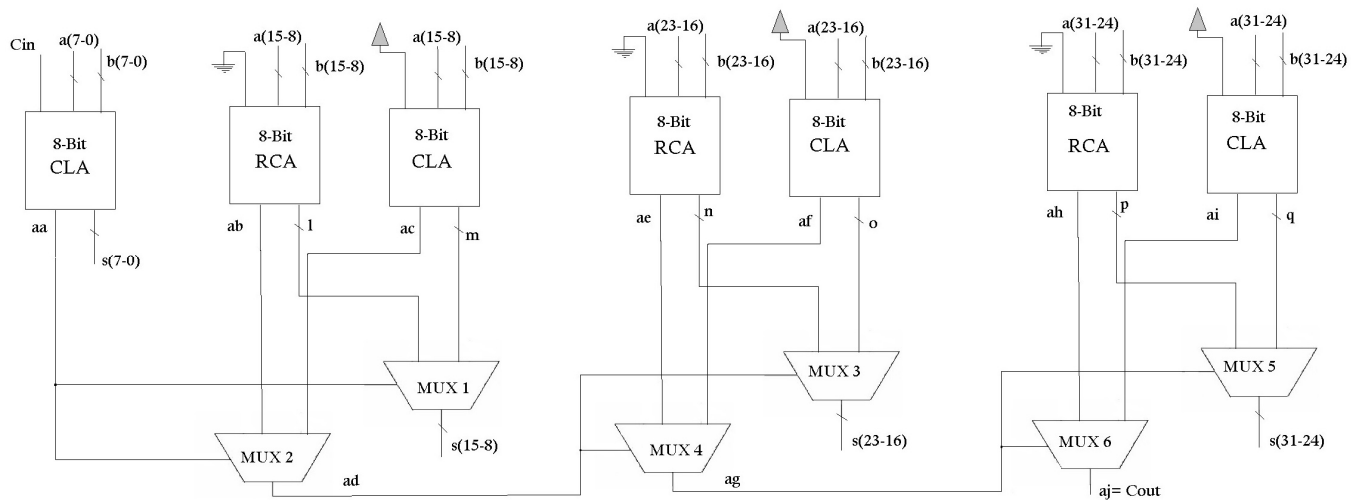 Cin
a(7-0)
b(7-0)
8-Bit
CLA
aa
s(7-0)
a(15-8)
b(15-8)
8-Bit
RCA
ab
l
a(15-8)
b(15-8)
8-Bit
CLA
ac
m
MUX 1
s(15-8)
MUX 2
ad
a(23-16)
b(23-16)
8-Bit
RCA
ae
n
a(23-16)
b(23-16)
8-Bit
CLA
af
o
MUX 3
s(23-16)
MUX 4
ag
a(31-24)
b(31-24)
8-Bit
RCA
ah
p
a(31-24)
b(31-24)
8-Bit
CLA
ai
q
MUX 5
s(31-24)
MUX 6
aj= Cout